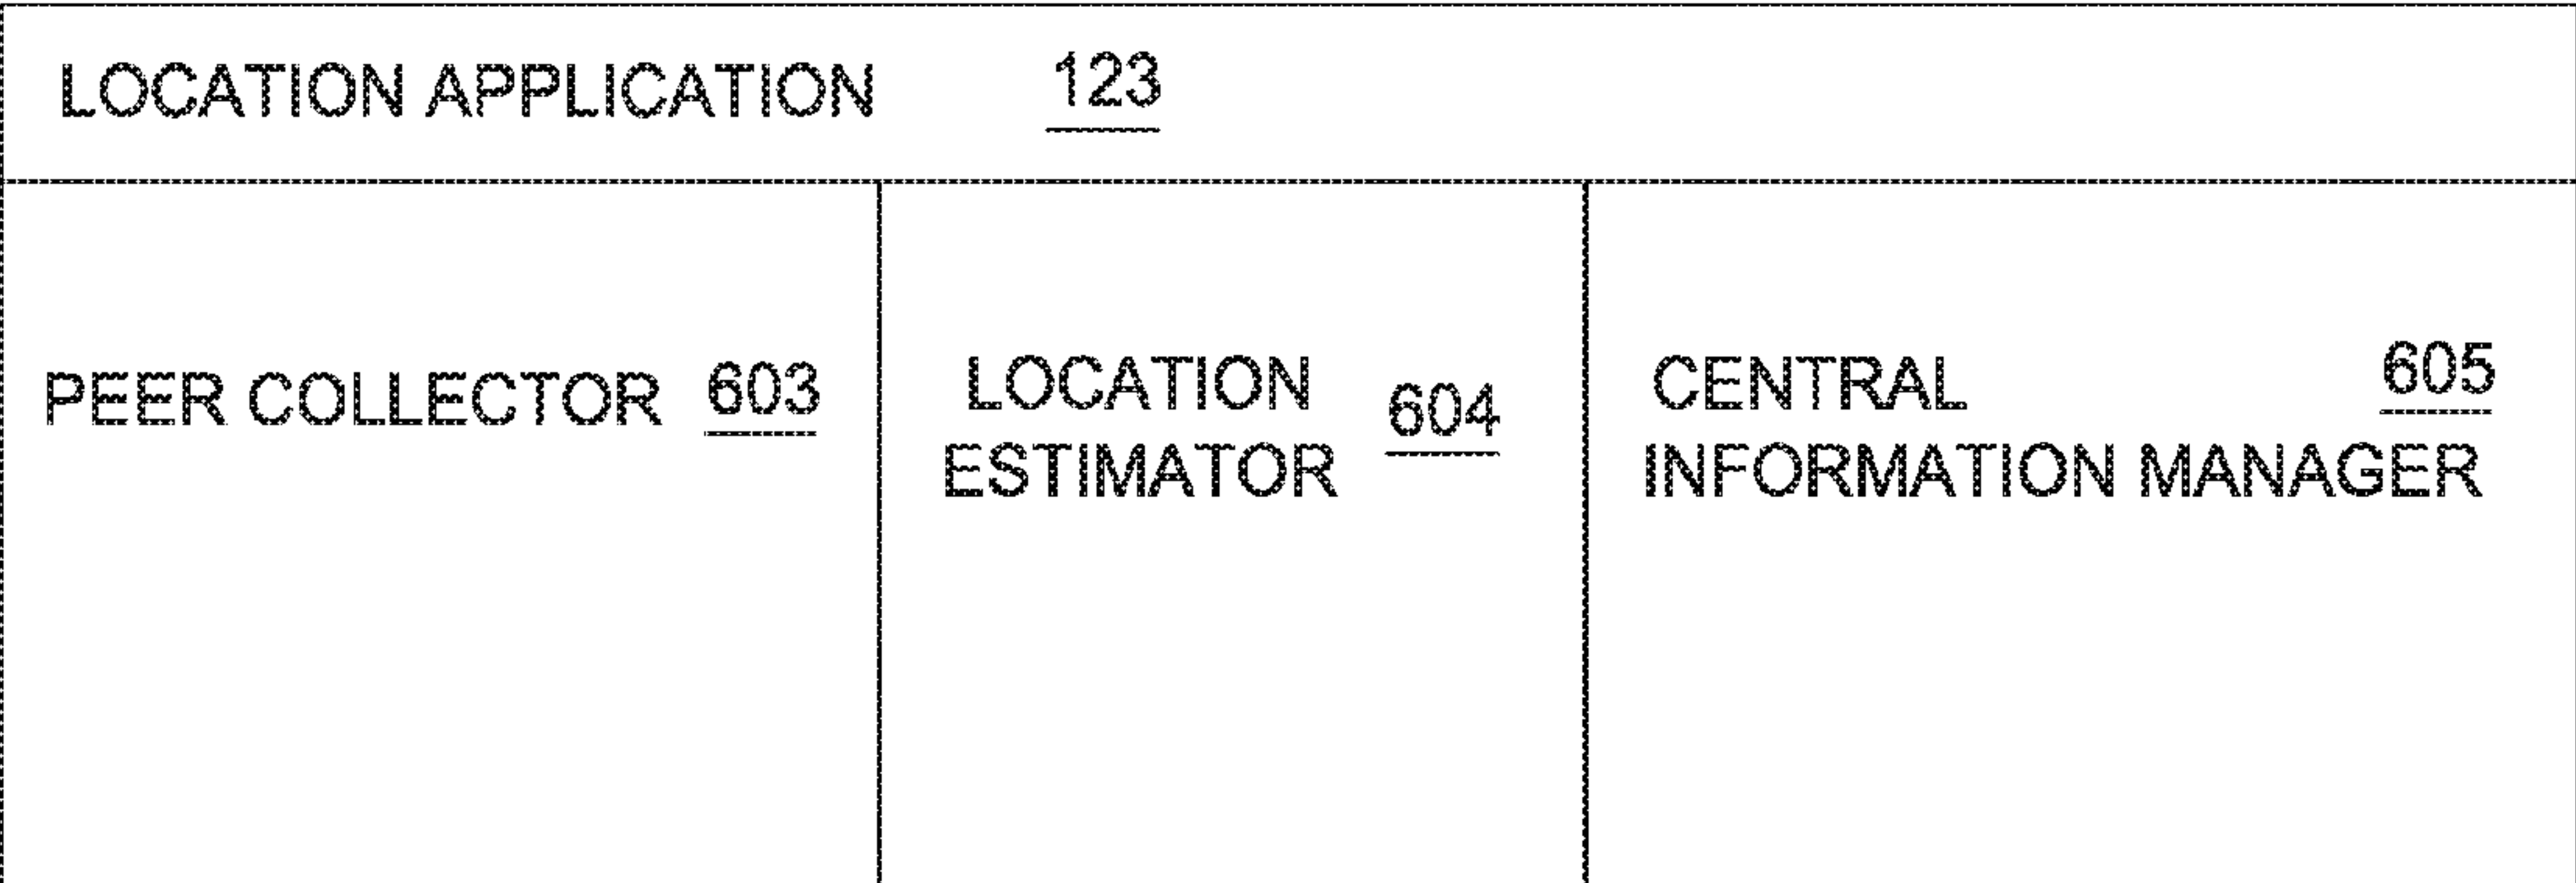 LOCATION APPLICATION 123
PEER COLLECTOR 603
LOCATION
ESTIMATOR 604
CENTRAL 605
INFORMATION MANAGER